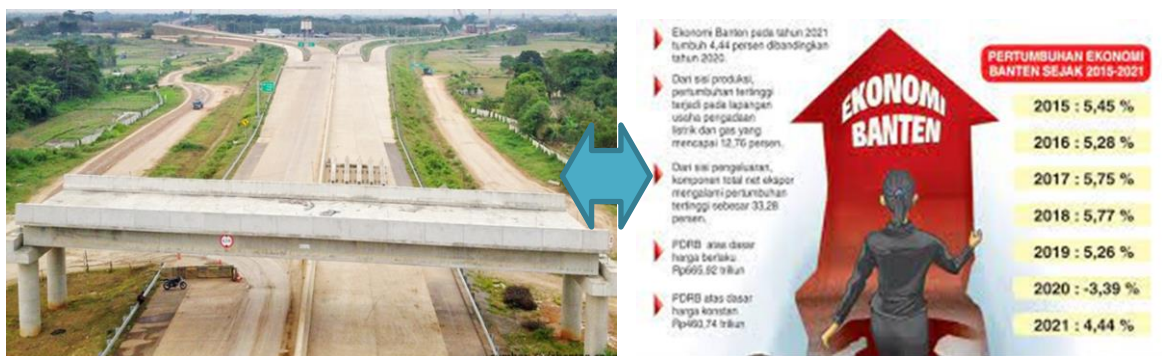 Ekonomi Banten pada tahun 2021
tumbuh 4,44 persen dibandingkan
tahun 2020.
Dari sisi produksi,
pertumbuhan tertinggi
terjadi pada lapangan
usaha pengadaan
listrik dan gas yang
mencapai 12,76 persen.
Dari sisi pengeluaran,
komponen total net ekspor
mengalami pertumbuhan
tertinggi sebesar 33,28
persen.
PDRB atas dasar
harga berlaku
Rp665,92 triliun
PDRB atas dasar
harga konstan
Rp460,74 triliun
EKONOMI
BANTEN
PERTUMBUHAN EKONOMI
BANTEN SEJAK 2015-2021
2015 : 5,45 %
2016 : 5,28 %
2017 : 5,75 %
2018 : 5,77 %
2019 : 5,26 %
2020 : -3,39 %
2021 : 4,44 %